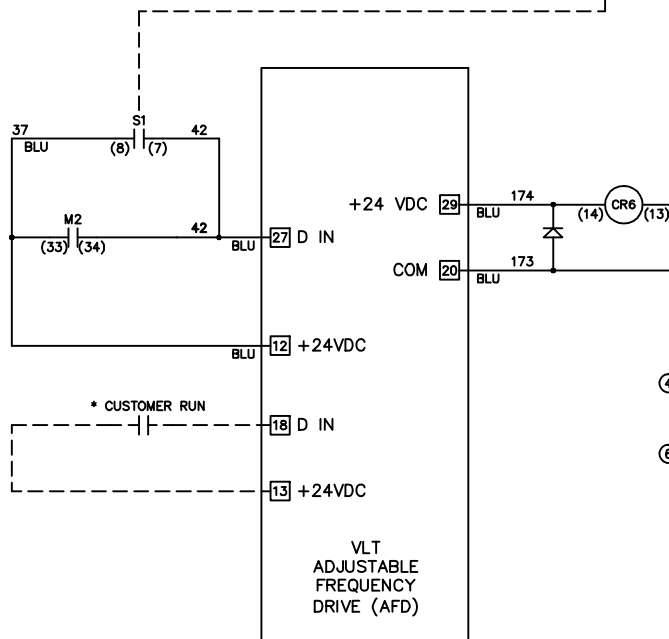 S1
37 42
BLU (8) (7)
M2 42
(33) (34) BLU 27 D IN
+24 VDC 29 174
BLU (14) CR6 (13)
COM 20 173
BLU
BLU 12 +24VDC
* CUSTOMER RUN
18 D IN
13 +24VDC
VLT
ADJUSTABLE
FREQUENCY
DRIVE (AFD)